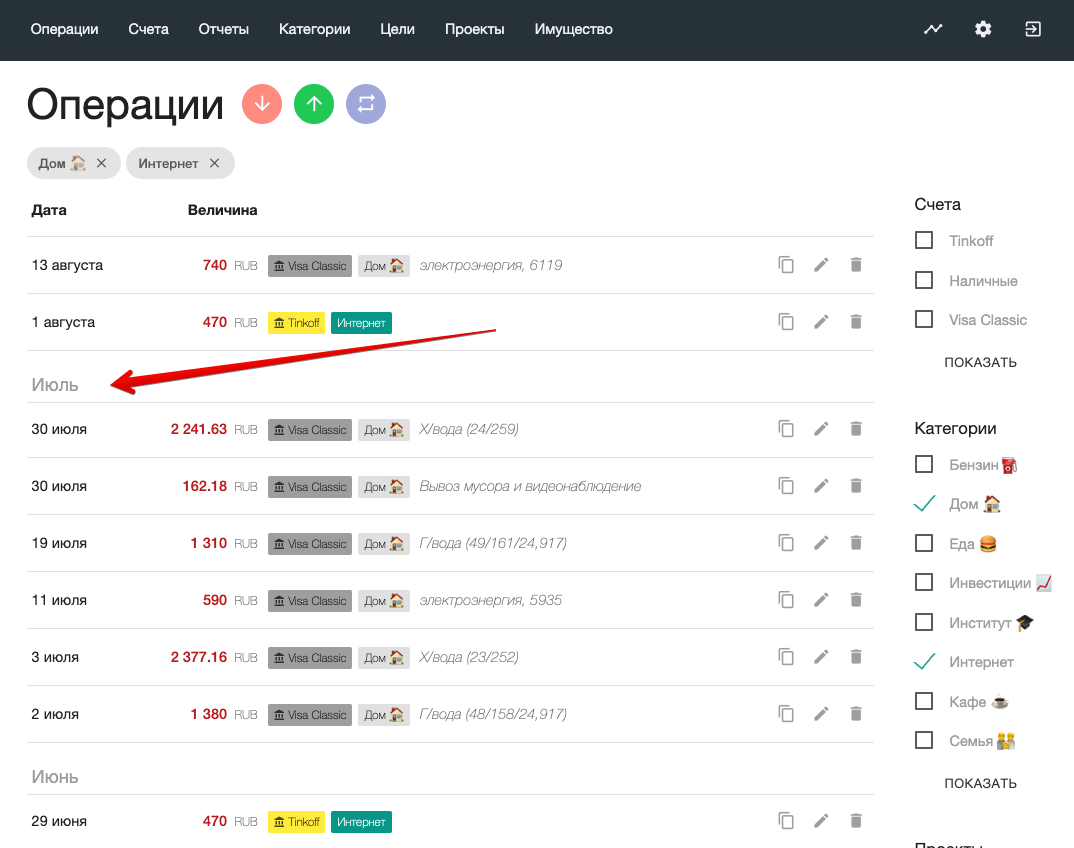 Операции Счета Отчеты Категории Цели Проекты Имущество
Операции
Дом Интернет
Дата Величина
13 августа 740 RUB Visa Classic Дом электроэнергия, 6119
1 августа 470 RUB Tinkoff Интернет
Июль
30 июля 2 241.63 RUB Visa Classic Дом Х/вода (24/259)
30 июля 162.18 RUB Visa Classic Дом Вывоз мусора и видеонаблюдение
19 июля 1 310 RUB Visa Classic Дом Г/вода (49/161/24,917)
11 июля 590 RUB Visa Classic Дом электроэнергия, 5935
3 июля 2 377.16 RUB Visa Classic Дом Х/вода (23/252)
2 июля 1 380 RUB Visa Classic Дом Г/вода (48/158/24,917)
Июнь
29 июня 470 RUB Tinkoff Интернет
Счета
Tinkoff
Наличные
Visa Classic
ПОКАЗАТЬ
Категории
Бензин
Дом
Еда
Инвестиции
Институт
Интернет
Кафе
Семья
ПОКАЗАТЬ
Проекты